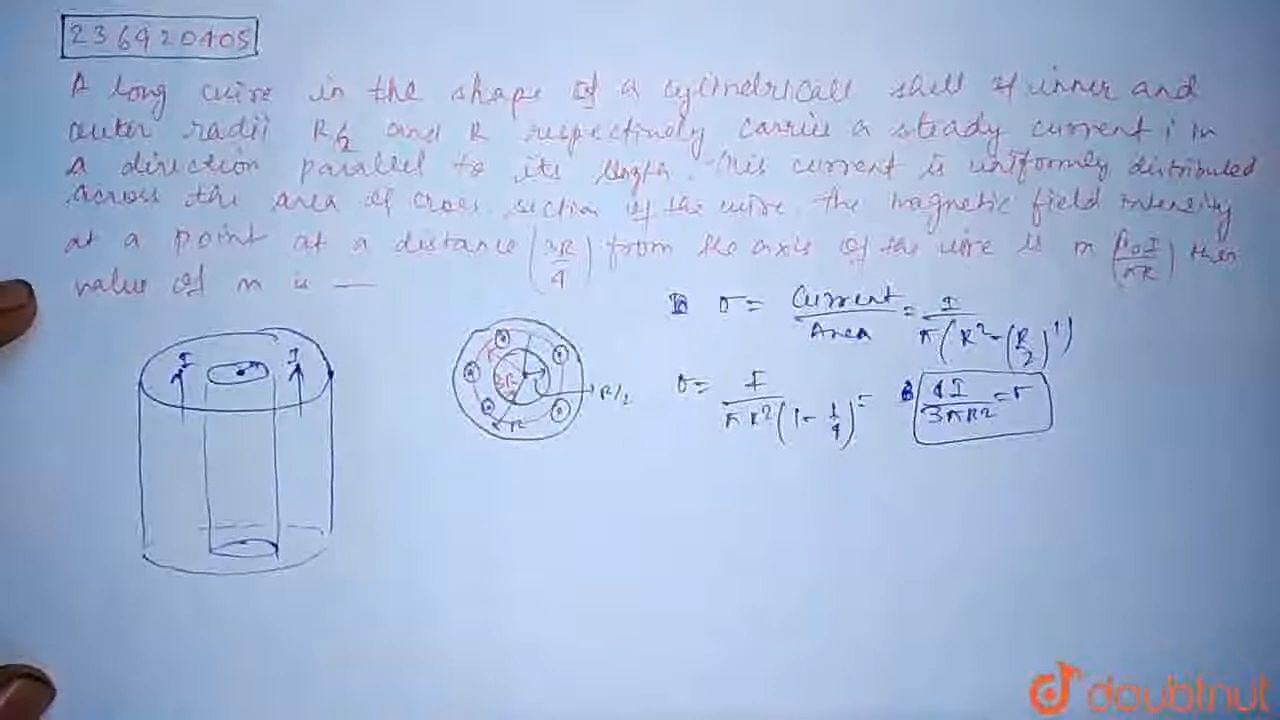 236920405
A long wire in the shape of a cylindricall shell of inner and
outer radii R/2 and R respectively carries a steady current i in
a direction parallel to its length. This current is uniformly distributed
across the area of cross section of the wire. the magnetic field intensity
at a point at a distance (3R/4) from the axis of the wire is m (μ0I/πR) then
value of m is —
σ = Current/Area = I/π(R²-(R/2)²)
σ = I/πR²(1-1/4) = 4I/3πR2 = σ
I I
R/2
R
doubtnut